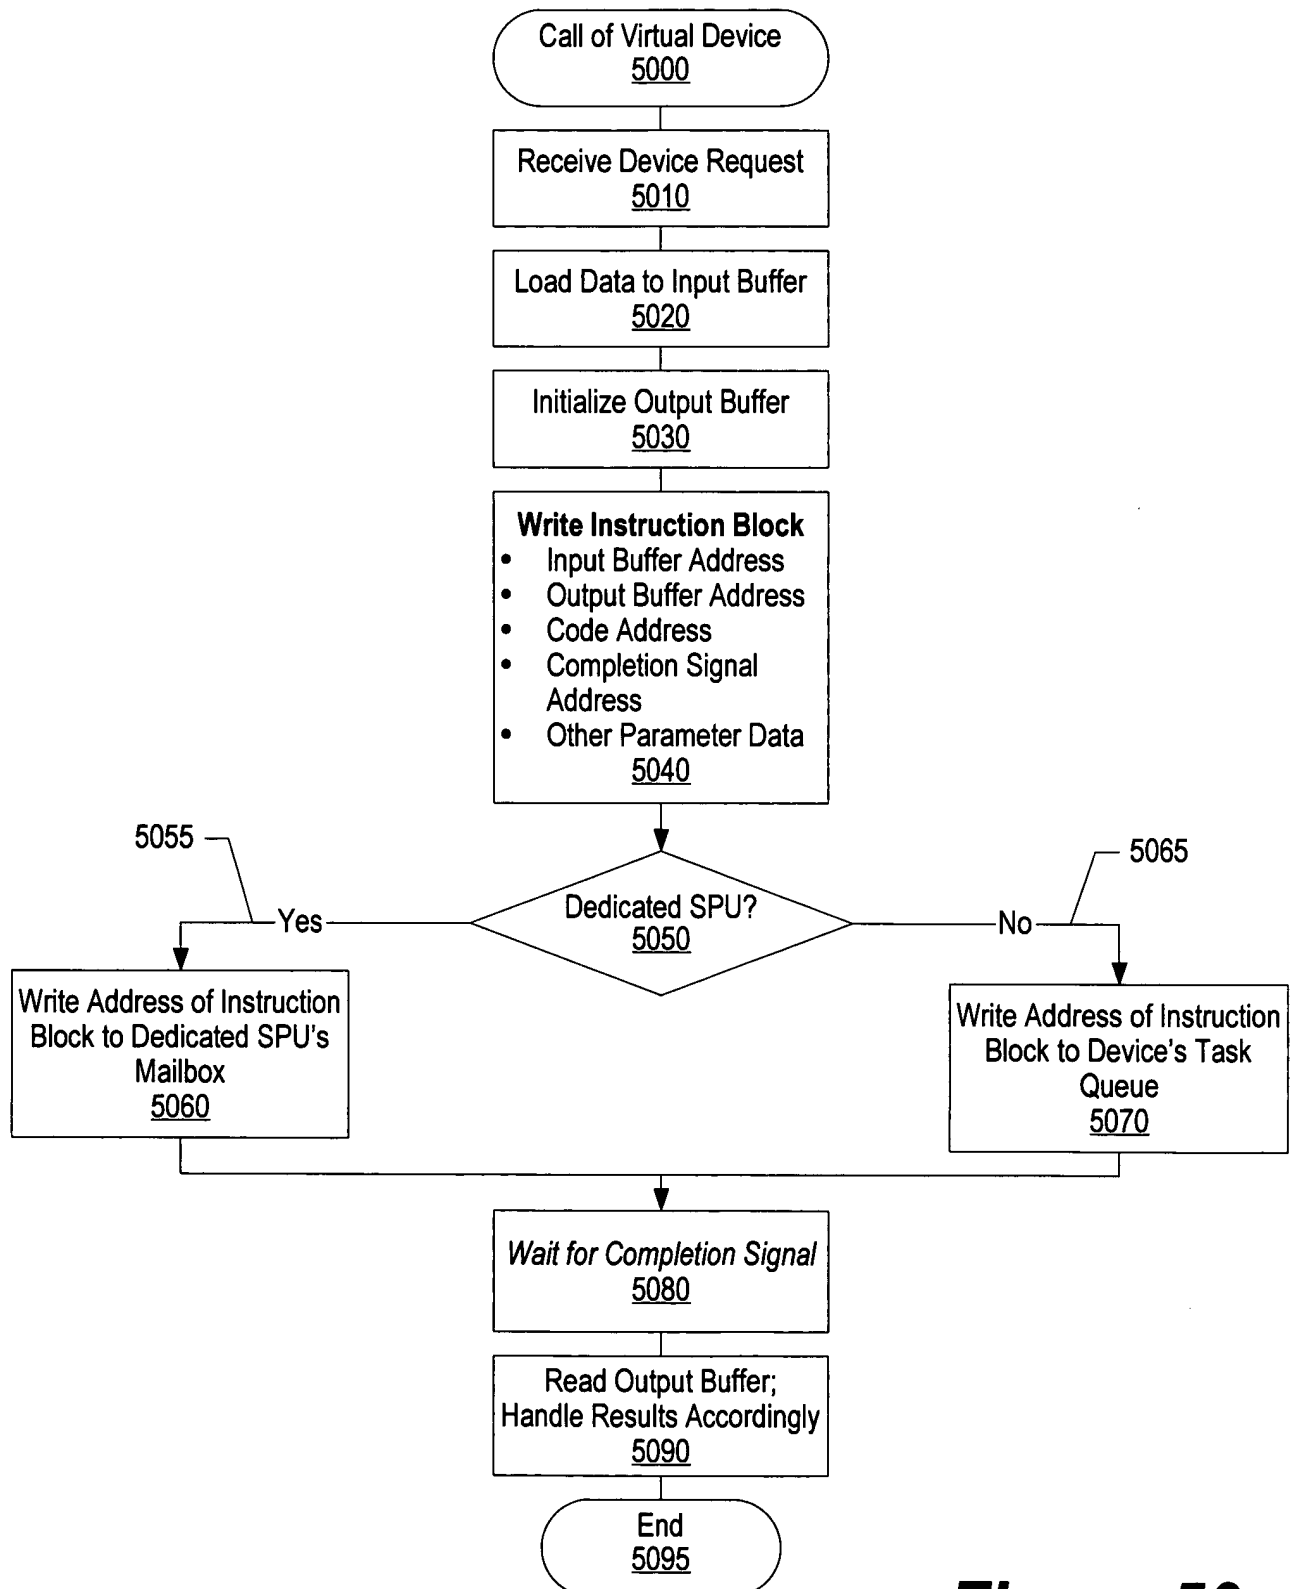 Call of Virtual Device
5000
Receive Device Request
5010
Load Data to Input Buffer
5020
Initialize Output Buffer
5030
Write Instruction Block
• Input Buffer Address
• Output Buffer Address
• Code Address
• Completion Signal
Address
• Other Parameter Data
5040
5055
5065
Dedicated SPU?
5050
Yes
No
Write Address of Instruction
Block to Dedicated SPU's
Mailbox
5060
Write Address of Instruction
Block to Device's Task
Queue
5070
Wait for Completion Signal
5080
Read Output Buffer;
Handle Results Accordingly
5090
End
5095